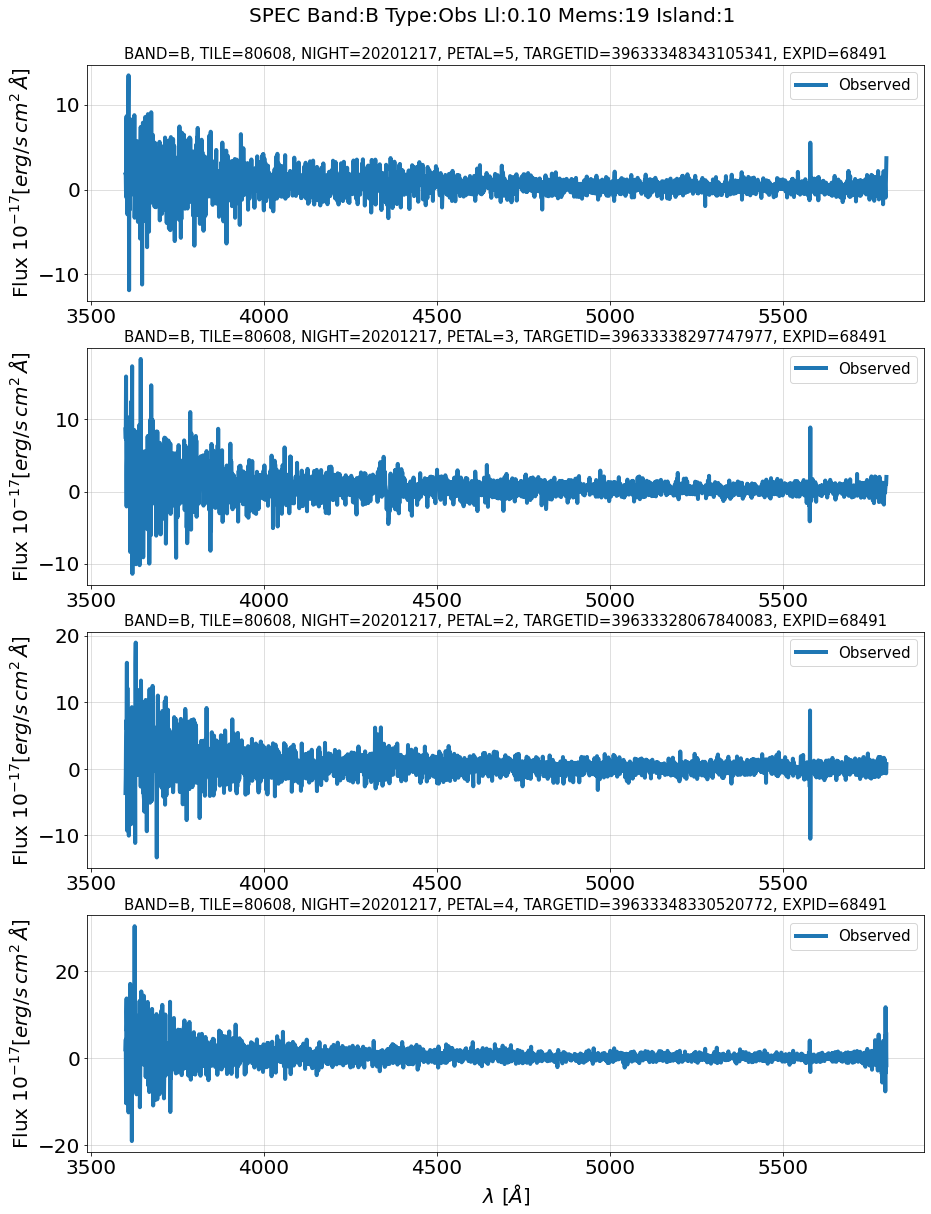 SPEC Band:B Type:Obs Ll:0.10 Mems:19 Island:1
BAND=B, TILE=80608, NIGHT=20201217, PETAL=5, TARGETID=39633348343105341, EXPID=68491
Observed
Flux 10^{-17}[erg/s cm^2 Å]
10
0
−10
3500 4000 4500 5000 5500
BAND=B, TILE=80608, NIGHT=20201217, PETAL=3, TARGETID=39633338297747977, EXPID=68491
Observed
Flux 10^{-17}[erg/s cm^2 Å]
10
0
−10
3500 4000 4500 5000 5500
BAND=B, TILE=80608, NIGHT=20201217, PETAL=2, TARGETID=39633328067840083, EXPID=68491
Observed
Flux 10^{-17}[erg/s cm^2 Å]
20
10
0
−10
3500 4000 4500 5000 5500
BAND=B, TILE=80608, NIGHT=20201217, PETAL=4, TARGETID=39633348330520772, EXPID=68491
Observed
Flux 10^{-17}[erg/s cm^2 Å]
20
0
−20
3500 4000 4500 5000 5500
λ [Å]